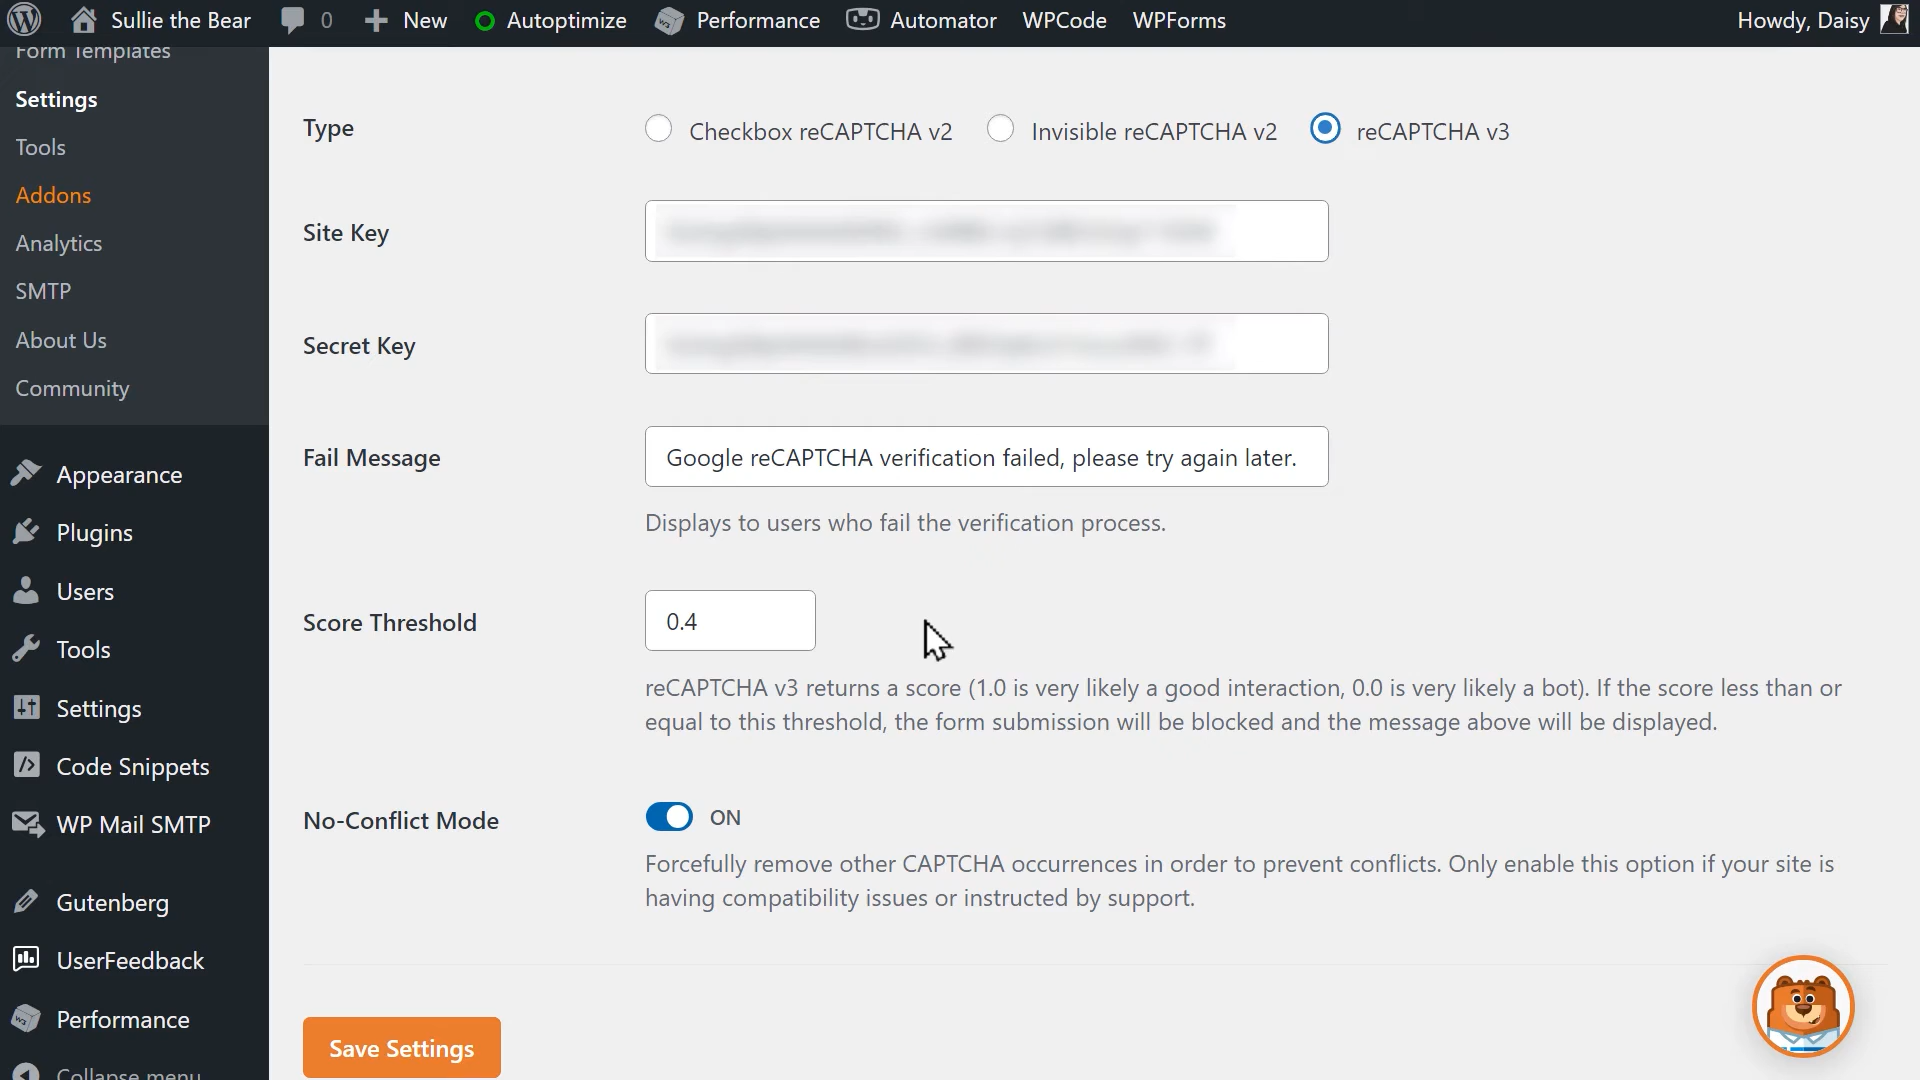 Sullie the Bear 0 New Autoptimize Performance Automator WPCode WPForms Howdy, Daisy
Form Templates
Settings
Tools
Addons
Analytics
SMTP
About Us
Community
Appearance
Plugins
Users
Tools
Settings
Code Snippets
WP Mail SMTP
Gutenberg
UserFeedback
Performance
Collapse menu
Type Checkbox reCAPTCHA v2 Invisible reCAPTCHA v2 reCAPTCHA v3
Site Key
Secret Key
Fail Message Google reCAPTCHA verification failed, please try again later.
Displays to users who fail the verification process.
Score Threshold 0.4
reCAPTCHA v3 returns a score (1.0 is very likely a good interaction, 0.0 is very likely a bot). If the score less than or
equal to this threshold, the form submission will be blocked and the message above will be displayed.
No-Conflict Mode ON
Forcefully remove other CAPTCHA occurrences in order to prevent conflicts. Only enable this option if your site is
having compatibility issues or instructed by support.
Save Settings